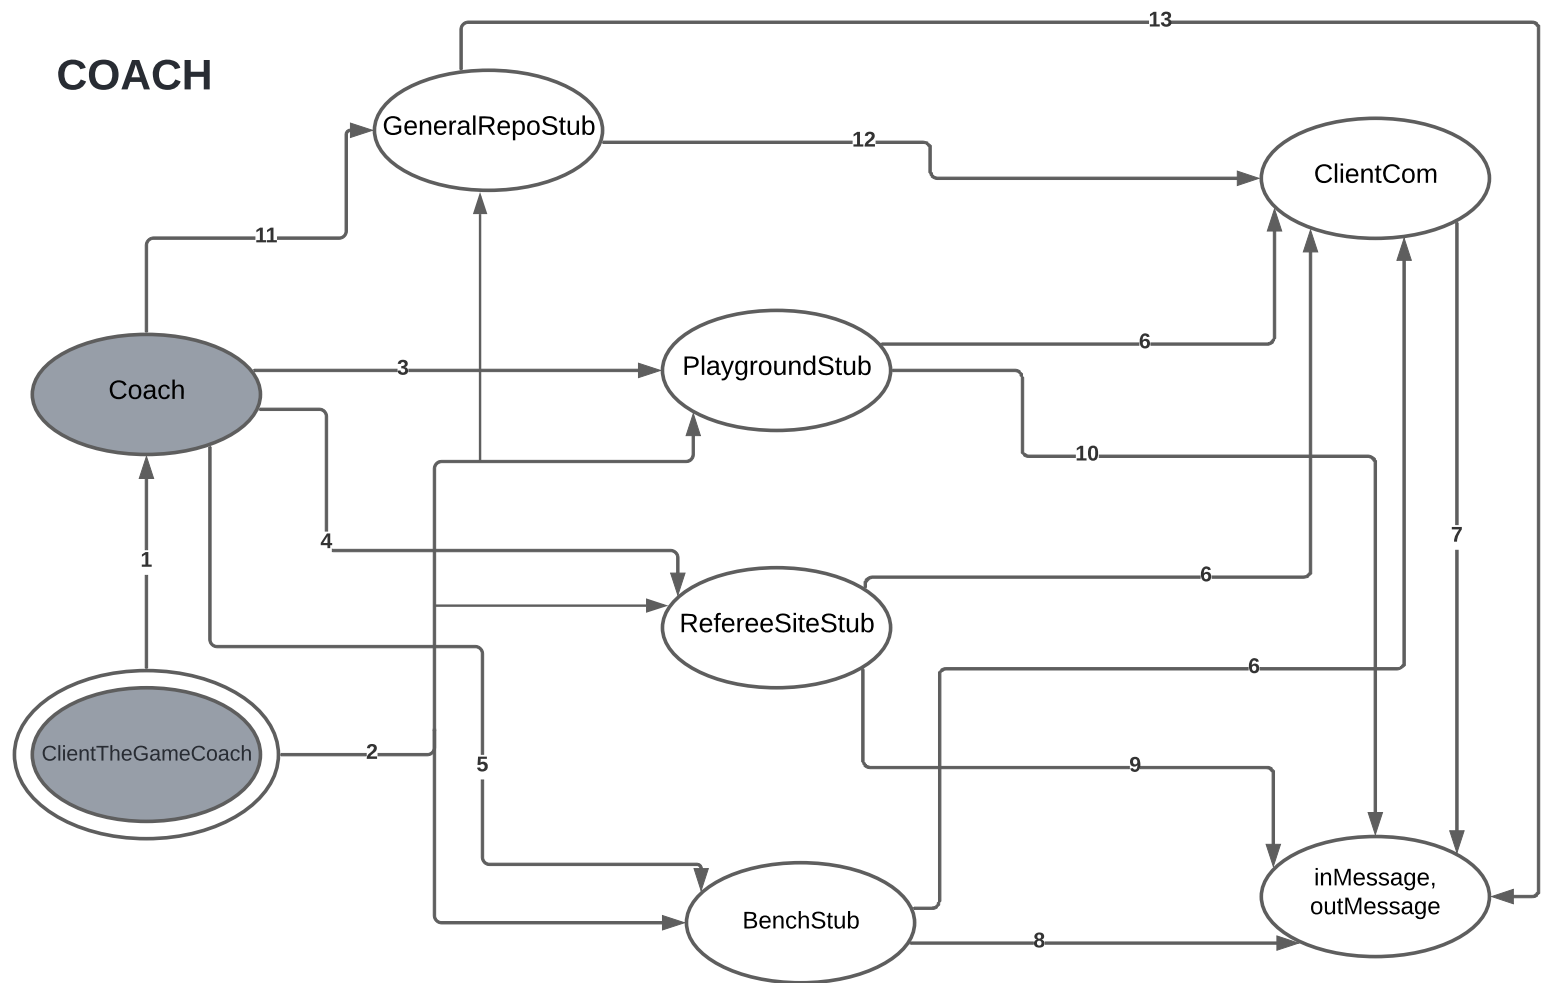 13
COACH
GeneralRepoStub
12
ClientCom
11
6
PlaygroundStub
3
Coach
10
7
4
1
6
RefereeSiteStub
6
2
ClientTheGameCoach
5
9
inMessage,
outMessage
BenchStub
8